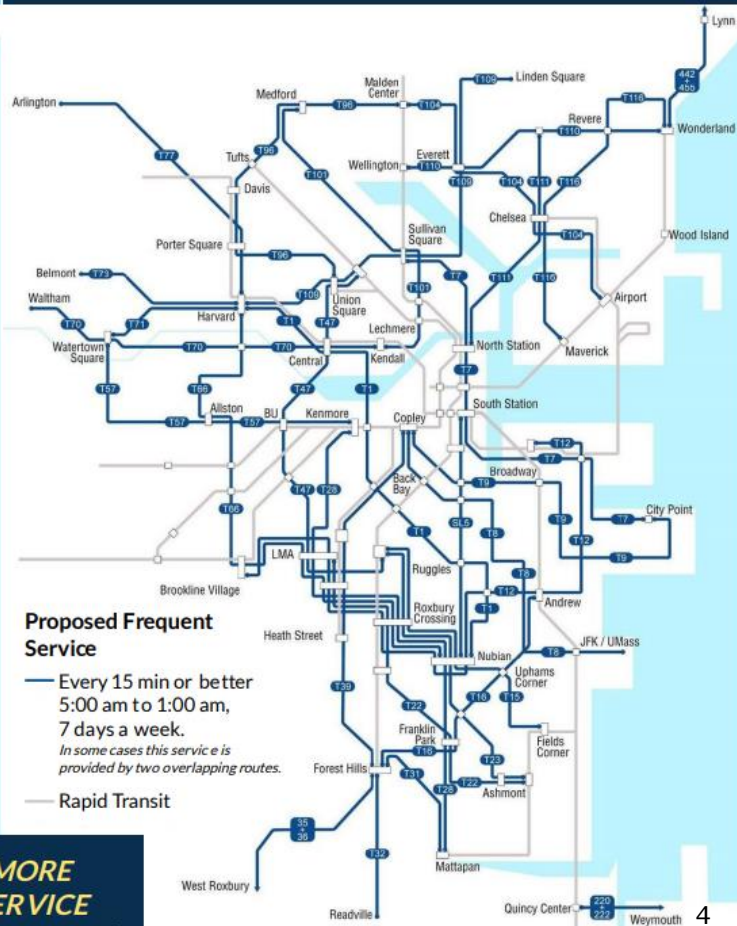 Lynn
442
+
455
T109
Linden Square
Malden
Center
Arlington
Medford
T96
T104
T116
Revere
T110
Wonderland
T77
T96
Tufts
Everett
Wellington
T110
T101
T109
T104
T111
T116
Davis
Chelsea
Sullivan
Square
T104
Wood Island
Porter Square
T96
Belmont
T73
T7
T111
T116
T109
Union
Square
T101
Airport
Waltham
T70
T71
Harvard
T1
T47
Lechmere
Watertown
Square
T70
T70
Central
Kendall
North Station
Maverick
T7
T57
T66
T47
T1
South Station
Allston
BU
Kenmore
Copley
T57
T57
T12
T7
Broadway
Back
Bay
T9
T47
T28
City Point
T66
SL5
T9
T7
T1
T8
T12
T9
LMA
Ruggles
T8
Brookline Village
T12
Andrew
Roxbury
Crossing
T1
Proposed Frequent
Service
Heath Street
JFK / UMass
Nubian
T8
Every 15 min or better
5:00 am to 1:00 am,
7 days a week.
In some cases this service is
provided by two overlapping routes.
Uphams
Corner
T39
T16
T15
T22
Franklin
Park
Fields
Corner
T16
T23
Forest Hills
T31
T22
T28
Ashmont
Rapid Transit
35
+
36
T32
Mattapan
MORE
ERVICE
West Roxbury
Readville
Quincy Center
220
+
222
Weymouth
4